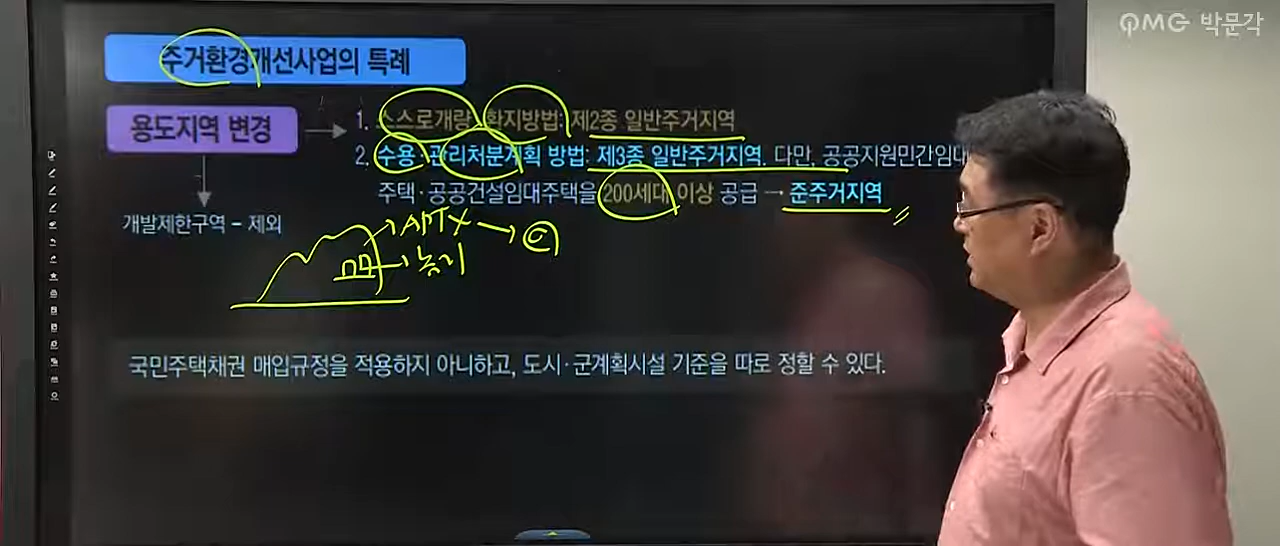 QMG 박문각
주거환경개선사업의 특례
용도지역 변경
1. 스스로개량·환지방법: 제2종 일반주거지역
2. 수용·관리처분계획 방법: 제3종 일반주거지역. 다만, 공공지원민간임대
주택·공공건설임대주택을 200세대 이상 공급 → 준주거지역
개발제한구역 – 제외
APT X
국민주택채권 매입규정을 적용하지 아니하고, 도시·군계획시설 기준을 따로 정할 수 있다.